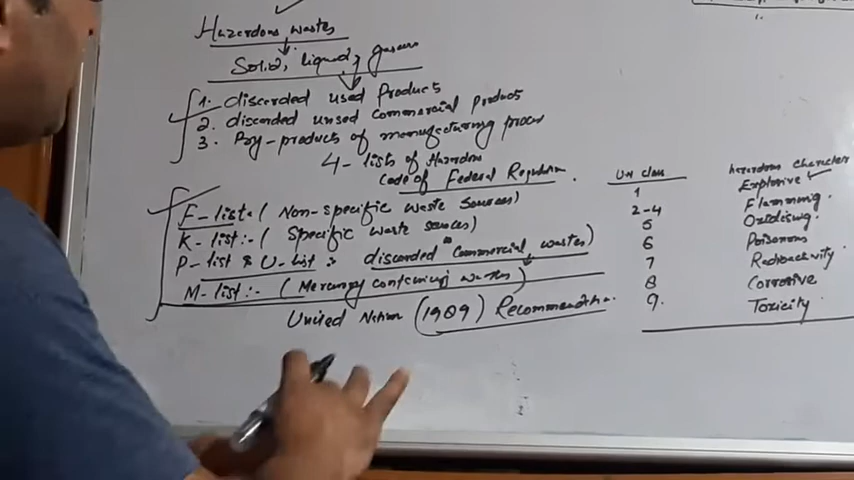 Hazardous wastes
Solid, liquid, gaseous
1. discarded used Products
2. discarded unsed Commercial Products
3. By-products of manufacturing process
4 - lists of Hazardous
Code of Federal Regulation.
F-list:- (Non-specific waste sources)
K-list:- (Specific waste sources)
P-list & U-list : discarded Commercial wastes)
M-list:- (Mercury containing wastes)
United Nation (1989) Recommendation.
UN class hazardous character
1 Explosive
2-4 Flamming
5 Oxidising.
6 Poisonous
7 Radioactivity
8 Corrosive
9. Toxicity